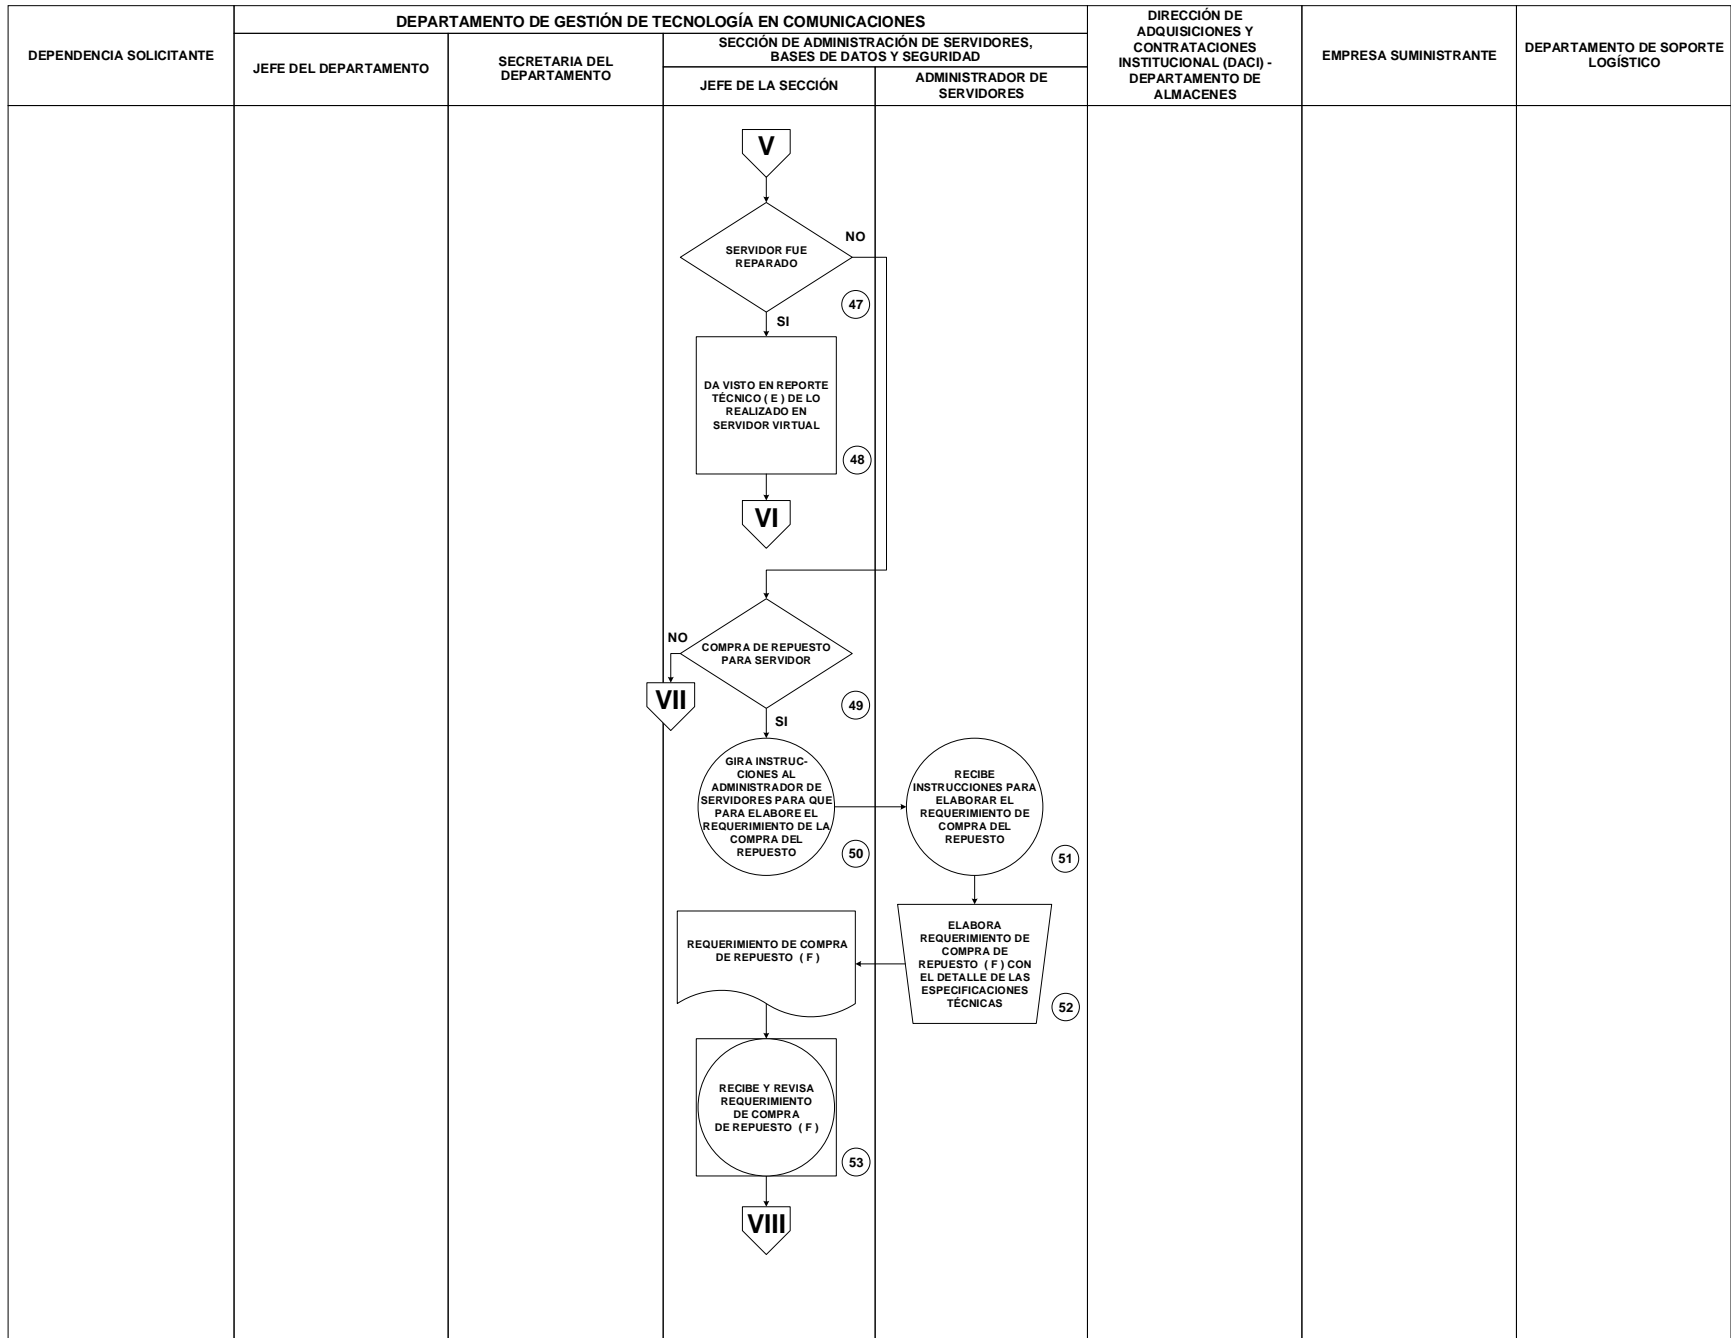 DEPENDENCIA SOLICITANTE
DEPARTAMENTO DE GESTIÓN DE TECNOLOGÍA EN COMUNICACIONES
JEFE DEL DEPARTAMENTO
SECRETARIA DEL
DEPARTAMENTO
SECCIÓN DE ADMINISTRACIÓN DE SERVIDORES,
BASES DE DATOS Y SEGURIDAD
JEFE DE LA SECCIÓN
ADMINISTRADOR DE
SERVIDORES
DIRECCIÓN DE
ADQUISICIONES Y
CONTRATACIONES
INSTITUCIONAL (DACI) -
DEPARTAMENTO DE
ALMACENES
EMPRESA SUMINISTRANTE
DEPARTAMENTO DE SOPORTE
LOGÍSTICO
V
SERVIDOR FUE
REPARADO
NO
47
SI
DA VISTO EN REPORTE
TÉCNICO ( E ) DE LO
REALIZADO EN
SERVIDOR VIRTUAL
48
VI
COMPRA DE REPUESTO
PARA SERVIDOR
NO
VII
49
SI
GIRA INSTRUC-
CIONES AL
ADMINISTRADOR DE
SERVIDORES PARA QUE
PARA ELABORE EL
REQUERIMIENTO DE LA
COMPRA DEL
REPUESTO
50
RECIBE
INSTRUCCIONES PARA
ELABORAR EL
REQUERIMIENTO DE
COMPRA DEL
REPUESTO
51
ELABORA
REQUERIMIENTO DE
COMPRA DE
REPUESTO ( F ) CON
EL DETALLE DE LAS
ESPECIFICACIONES
TÉCNICAS
52
REQUERIMIENTO DE COMPRA
DE REPUESTO ( F )
RECIBE Y REVISA
REQUERIMIENTO
DE COMPRA
DE REPUESTO ( F )
53
VIII